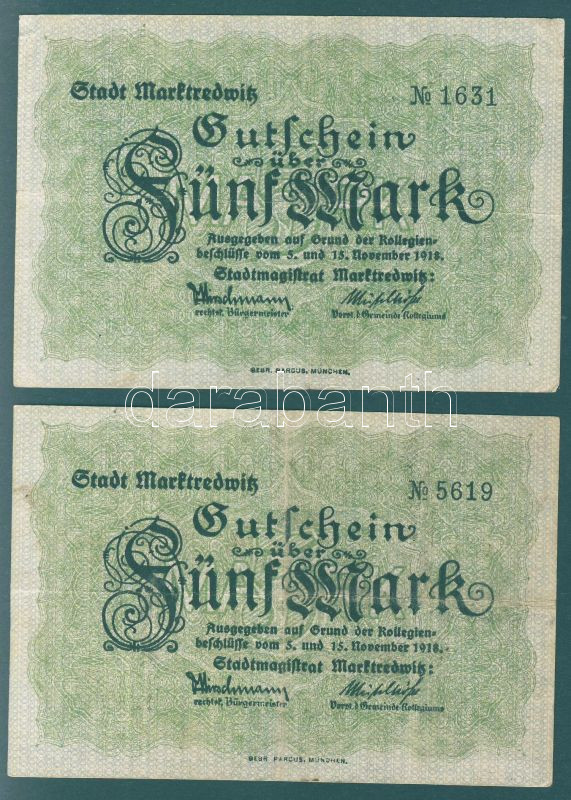 Stadt Marktredwitz
№ 1631
Gutschein
über
Fünf Mark
Ausgegeben auf Grund der Kollegien-
beschlüsse vom 5. und 15. November 1918.
Stadtmagistrat Marktredwitz:
rechtsk. Bürgermeister
Vorst. d. Gemeinde-Kollegiums
GEBR. PARCUS, MÜNCHEN.
darabanth
Stadt Marktredwitz
№ 5619
Gutschein
über
Fünf Mark
Ausgegeben auf Grund der Kollegien-
beschlüsse vom 5. und 15. November 1918.
Stadtmagistrat Marktredwitz:
rechtsk. Bürgermeister
Vorst. d. Gemeinde-Kollegiums
GEBR. PARCUS, MÜNCHEN.